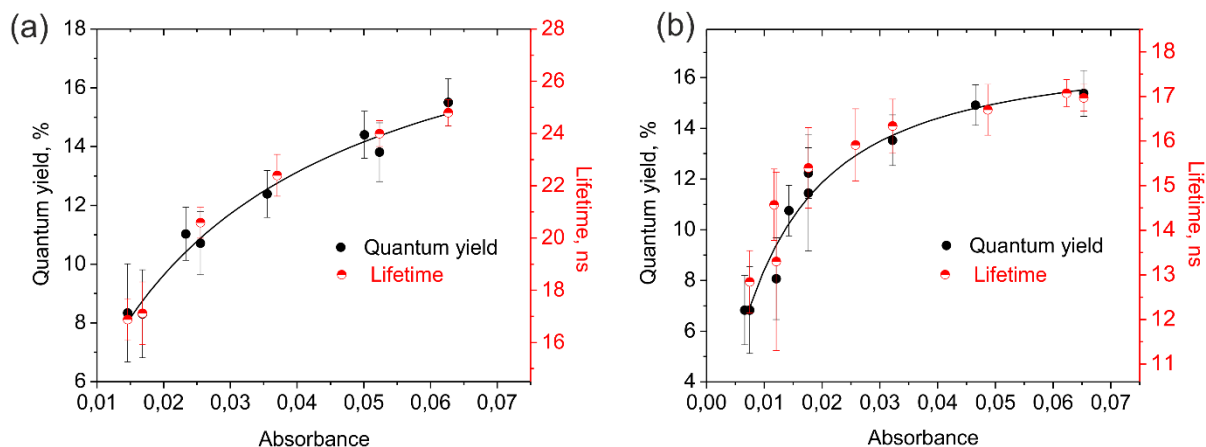 (a)
18
16
14
12
10
8
6
Quantum yield, %
28
26
24
22
20
18
16
Lifetime, ns
Quantum yield
Lifetime
0,01 0,02 0,03 0,04 0,05 0,06 0,07
Absorbance
(b)
16
14
12
10
8
6
4
Quantum yield, %
18
17
16
15
14
13
12
11
Lifetime, ns
Quantum yield
Lifetime
0,00 0,01 0,02 0,03 0,04 0,05 0,06 0,07
Absorbance